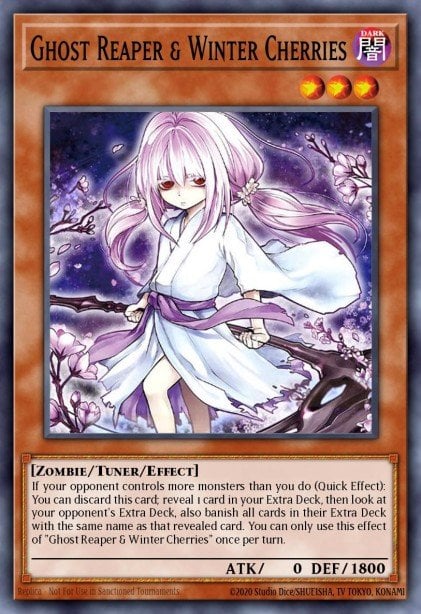 GHOST REAPER & WINTER CHERRIES
DARK
闇
[ZOMBIE/TUNER/EFFECT]
If your opponent controls more monsters than you do (Quick Effect):
You can discard this card; reveal 1 card in your Extra Deck, then look at
your opponent's Extra Deck, also banish all cards in their Extra Deck
with the same name as that revealed card. You can only use this effect
of "Ghost Reaper & Winter Cherries" once per turn.
ATK/ 0 DEF/1800
Replica - Not For Use in Sanctioned Tournaments
©2020 Studio Dice/SHUEISHA, TV TOKYO, KONAMI